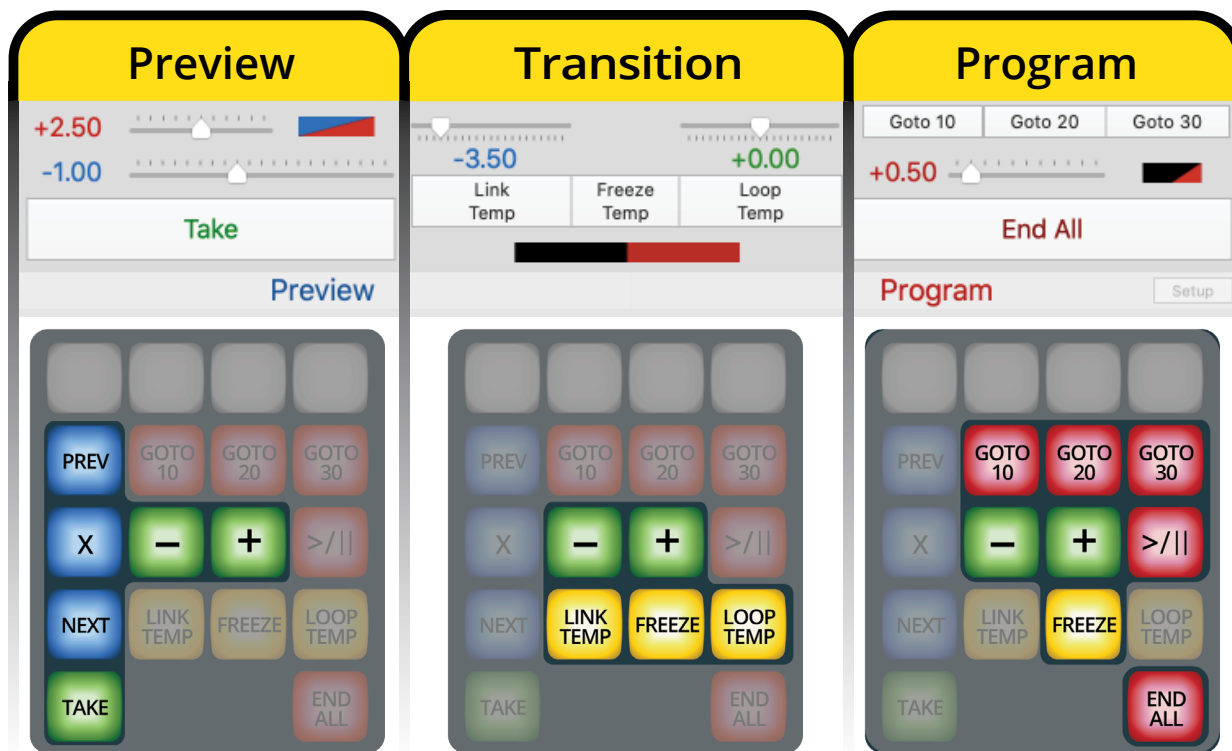 Preview
+2.50
-1.00
Take
Preview
PREV
GOTO
10
GOTO
20
GOTO
30
X
–
+
>/||
NEXT
LINK
TEMP
FREEZE
LOOP
TEMP
TAKE
END
ALL
Transition
-3.50
+0.00
Link
Temp
Freeze
Temp
Loop
Temp
PREV
GOTO
10
GOTO
20
GOTO
30
X
–
+
>/||
NEXT
LINK
TEMP
FREEZE
LOOP
TEMP
TAKE
END
ALL
Program
Goto 10
Goto 20
Goto 30
+0.50
End All
Program
Setup
PREV
GOTO
10
GOTO
20
GOTO
30
X
–
+
>/||
NEXT
LINK
TEMP
FREEZE
LOOP
TEMP
TAKE
END
ALL